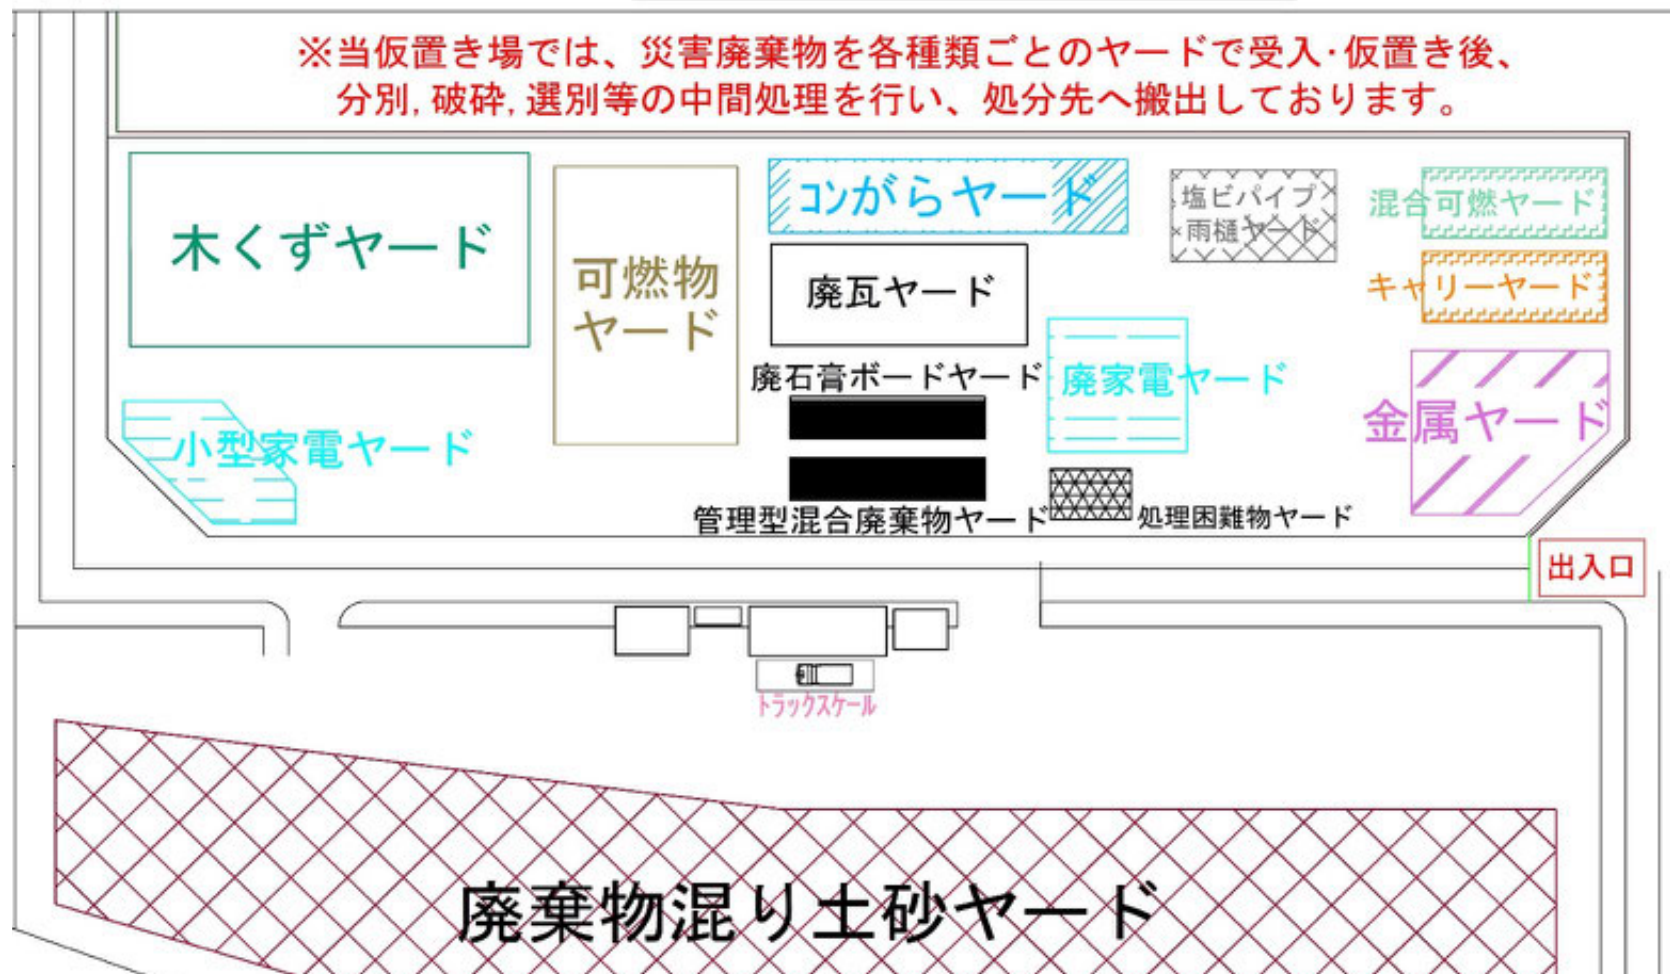 ※当仮置き場では、災害廃棄物を各種類ごとのヤードで受入・仮置き後、
分別,破砕,選別等の中間処理を行い、処分先へ搬出しております。
木くずヤード
可燃物
ヤード
コンがらヤード
塩ビパイプ
雨樋ヤード
混合可燃ヤード
キャリーヤード
廃瓦ヤード
廃石膏ボードヤード
廃家電ヤード
金属ヤード
小型家電ヤード
管理型混合廃棄物ヤード
処理困難物ヤード
出入口
トラックスケール
廃棄物混り土砂ヤード